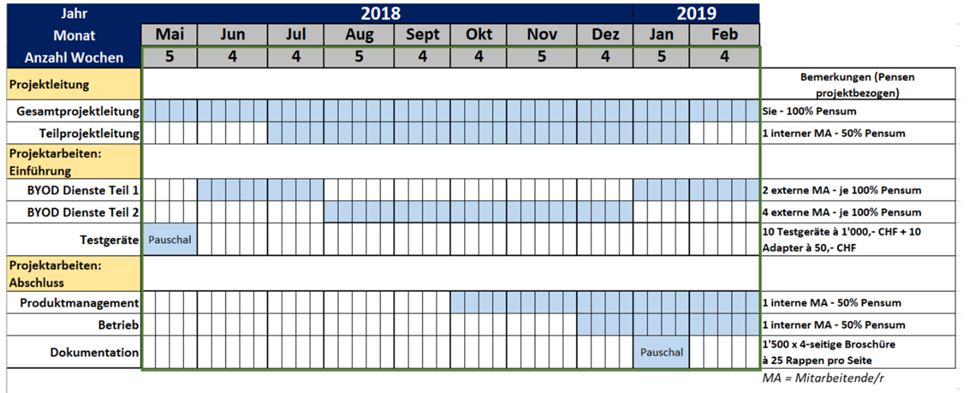 Jahr 2018 2019
Monat Mai Jun Jul Aug Sept Okt Nov Dez Jan Feb
Anzahl Wochen 5 4 4 5 4 4 5 4 5 4
Projektleitung Bemerkungen (Pensen
projektbezogen)
Gesamtprojektleitung Sie - 100% Pensum
Teilprojektleitung 1 interner MA - 50% Pensum
Projektarbeiten:
Einführung
BYOD Dienste Teil 1 2 externe MA - je 100% Pensum
BYOD Dienste Teil 2 4 externe MA - je 100% Pensum
Testgeräte Pauschal 10 Testgeräte à 1'000,- CHF + 10
Adapter à 50,- CHF
Projektarbeiten:
Abschluss
Produktmanagement 1 interne MA - 50% Pensum
Betrieb 1 interner MA - 50% Pensum
Dokumentation Pauschal 1'500 x 4-seitige Broschüre
à 25 Rappen pro Seite
MA = Mitarbeitende/r